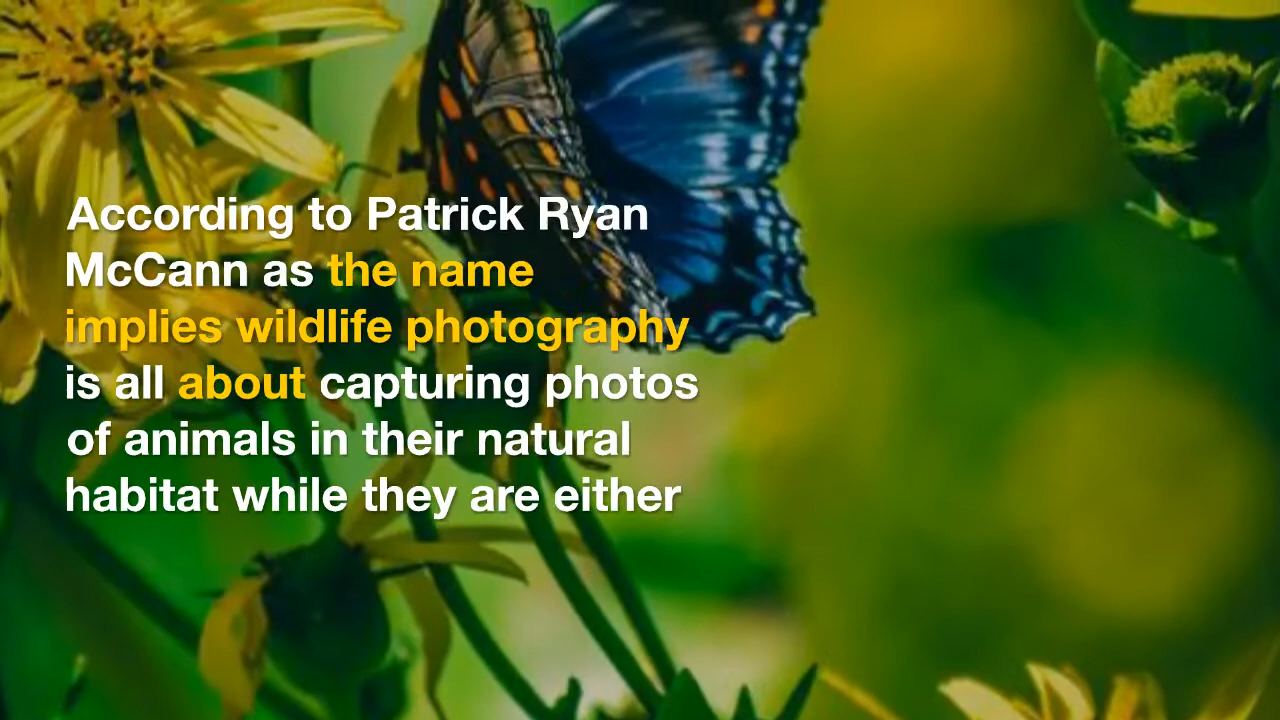 According to Patrick Ryan
McCann as the name
implies wildlife photography
is all about capturing photos
of animals in their natural
habitat while they are either